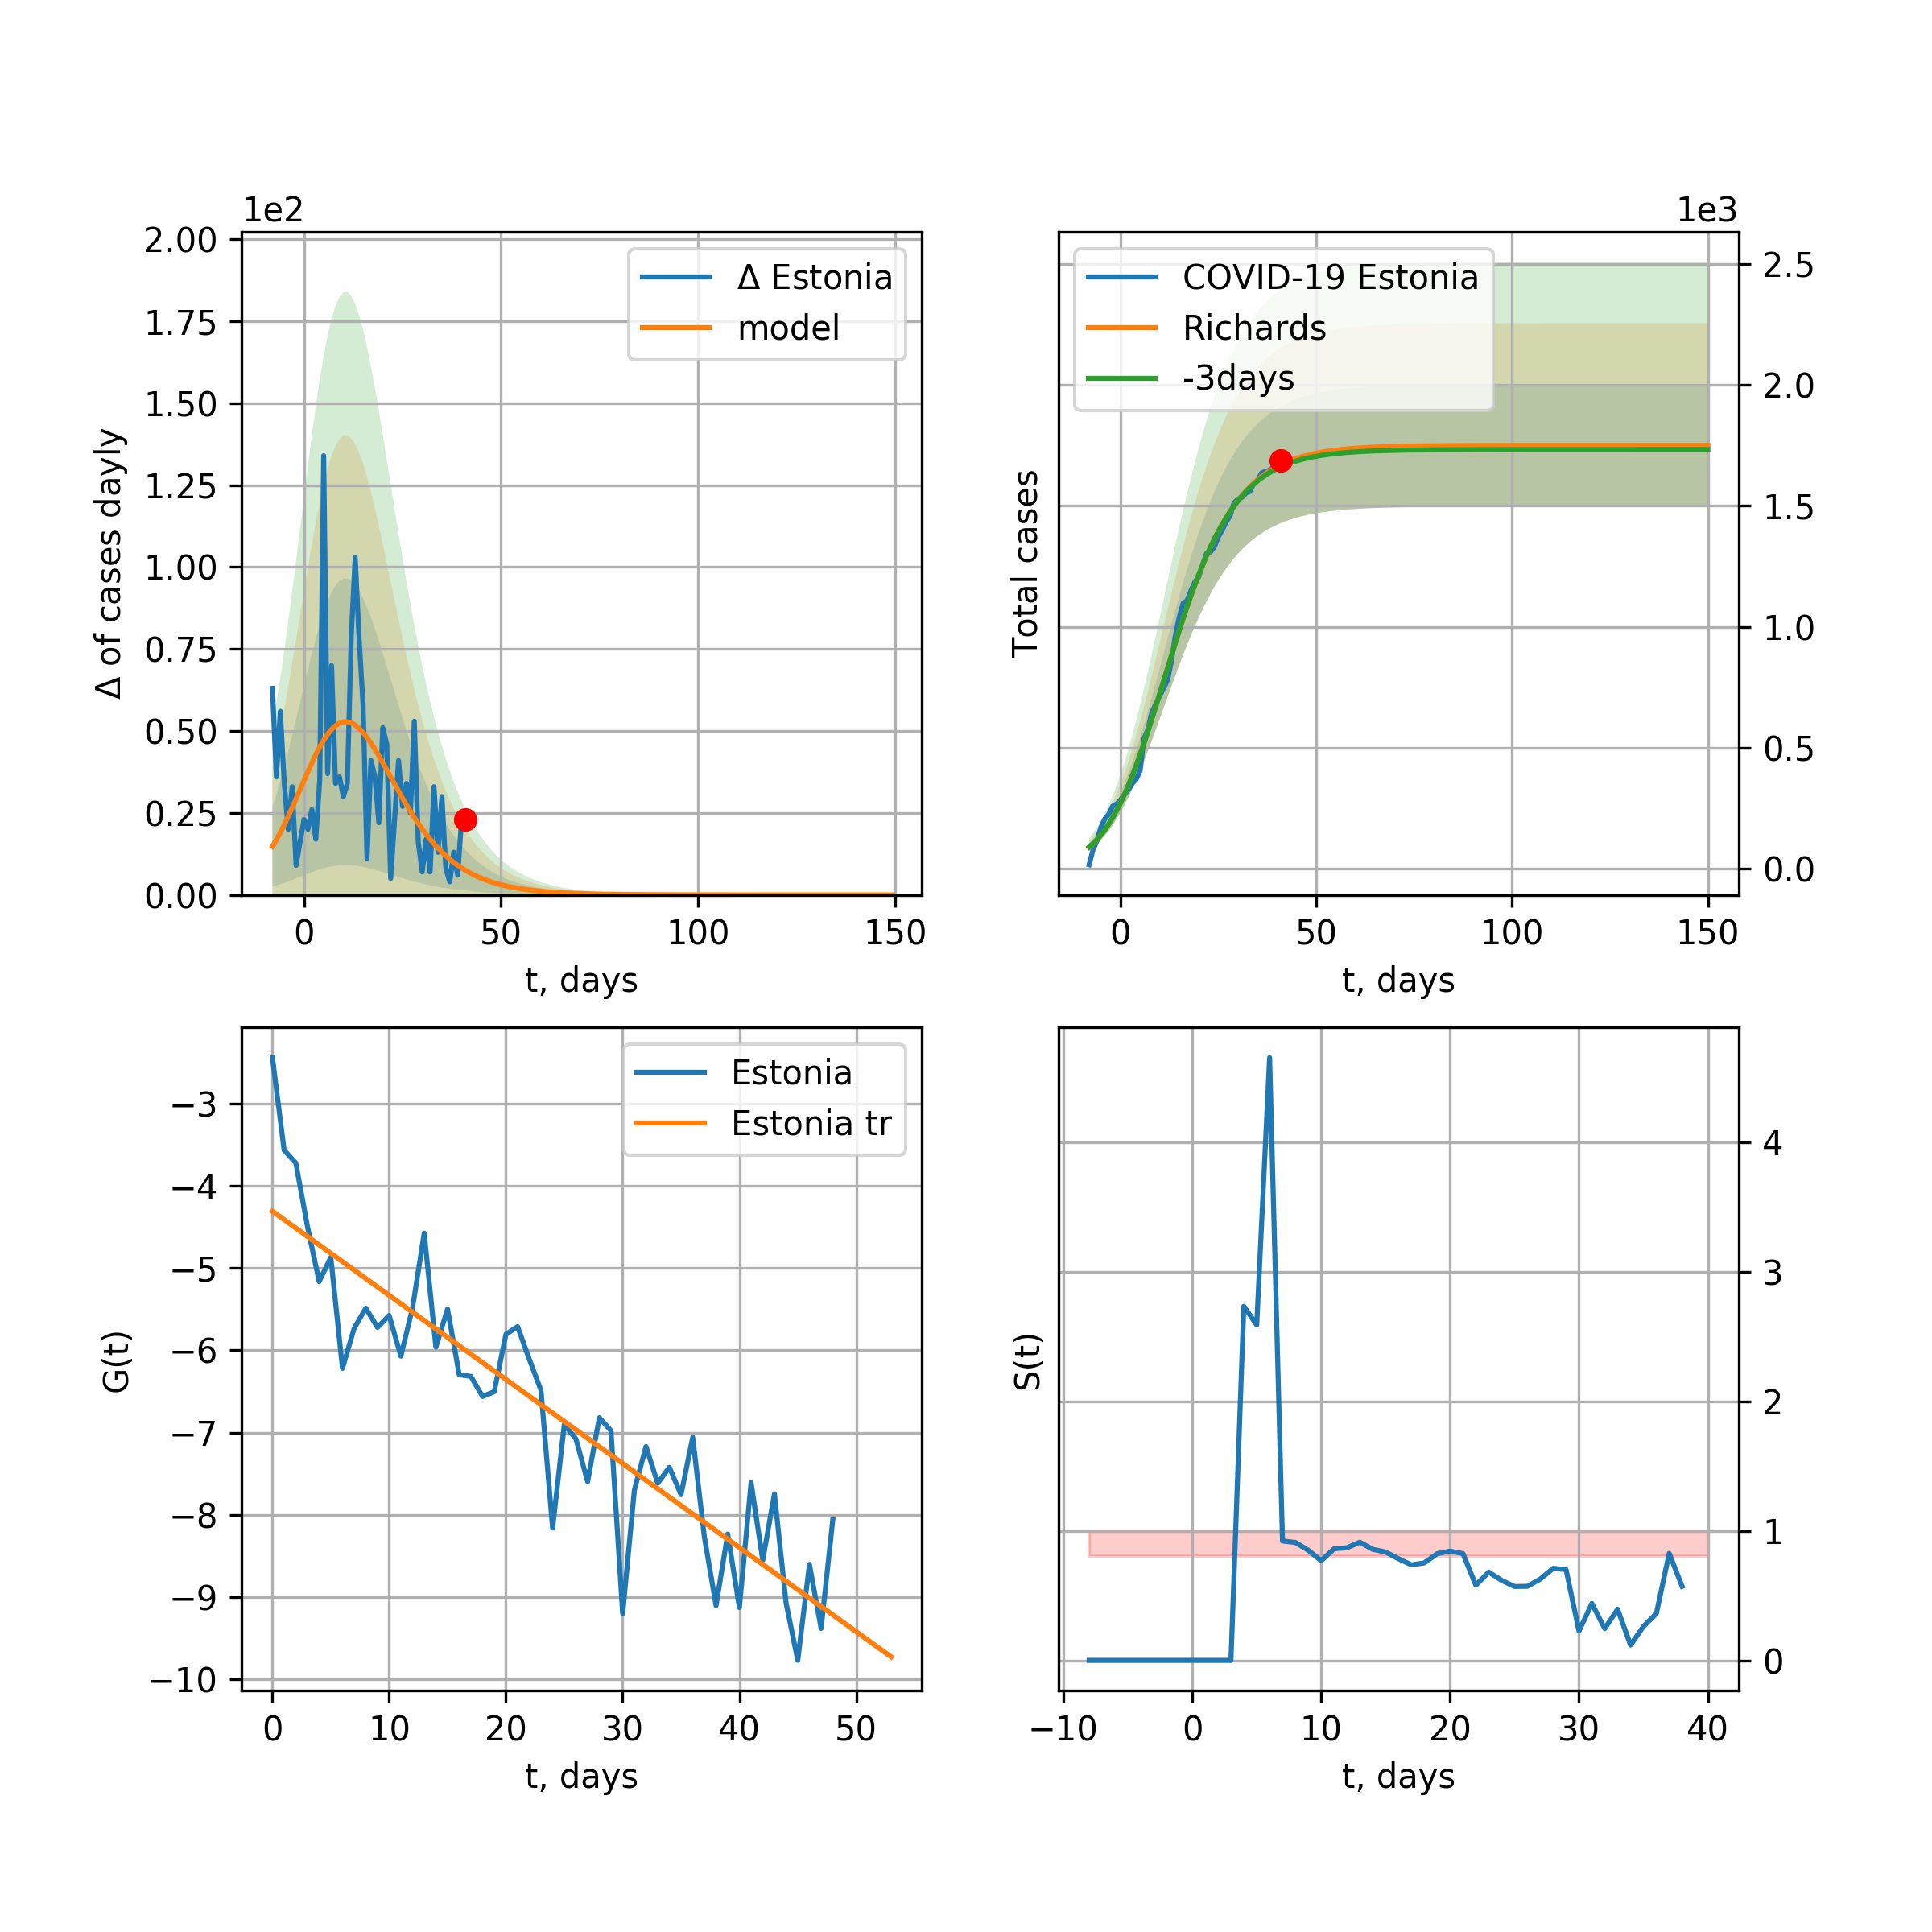 1e2
2.00
1.75
1.50
1.25
1.00
0.75
0.50
0.25
0.00
Δ of cases dayly
Δ Estonia
model
0 50 100 150
t, days
1e3
2.5
2.0
1.5
1.0
0.5
0.0
Total cases
COVID-19 Estonia
Richards
-3days
0 50 100 150
t, days
−3
−4
−5
−6
−7
−8
−9
−10
G(t)
Estonia
Estonia tr
0 10 20 30 40 50
t, days
4
3
2
1
0
S(t)
−10 0 10 20 30 40
t, days